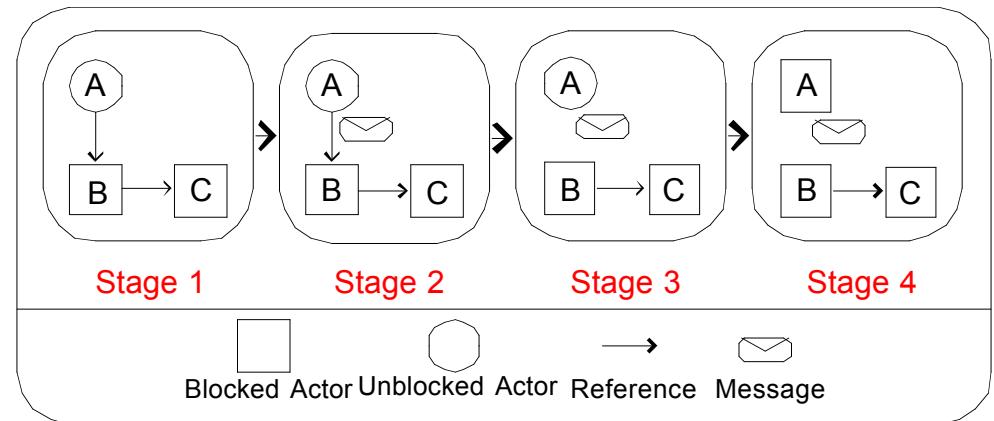 A A A A
B C B C B C B C
Stage 1 Stage 2 Stage 3 Stage 4
Blocked Actor Unblocked Actor Reference Message